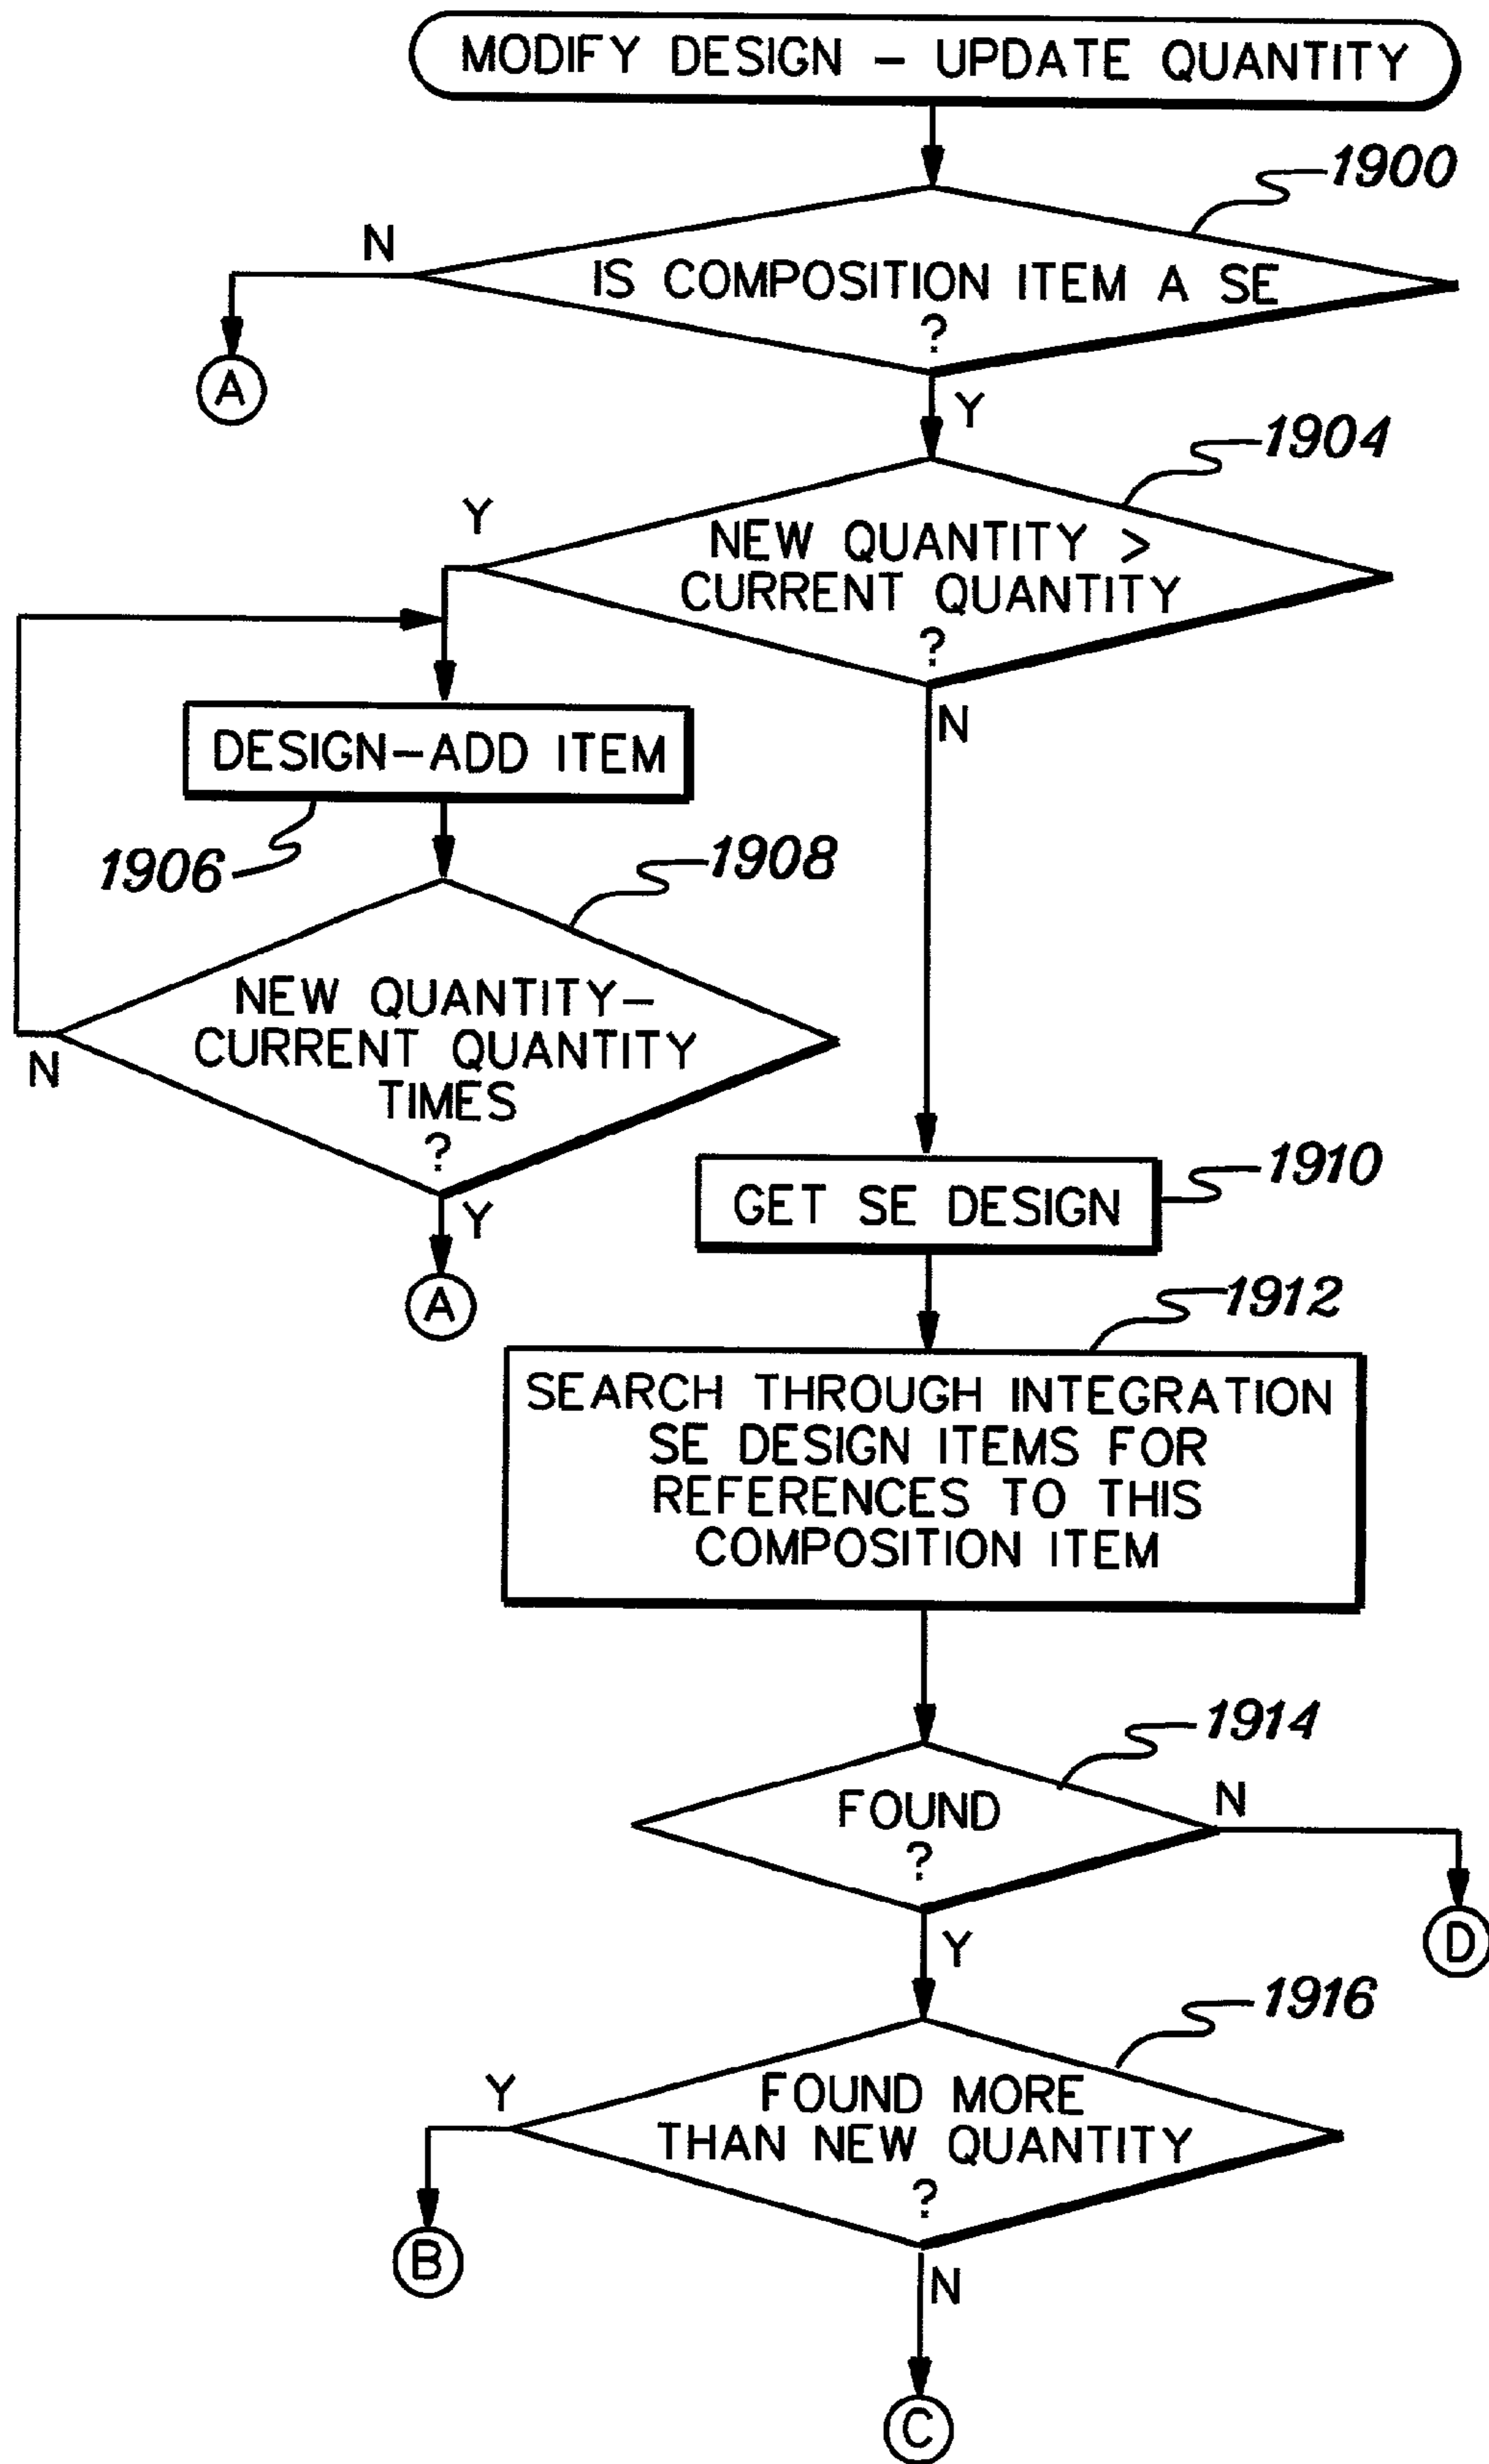 MODIFY DESIGN - UPDATE QUANTITY
1900
N
IS COMPOSITION ITEM A SE
?
A
Y
1904
Y
NEW QUANTITY >
CURRENT QUANTITY
?
N
DESIGN-ADD ITEM
1906
1908
NEW QUANTITY-
CURRENT QUANTITY
TIMES
?
N
Y
A
1910
GET SE DESIGN
1912
SEARCH THROUGH INTEGRATION
SE DESIGN ITEMS FOR
REFERENCES TO THIS
COMPOSITION ITEM
1914
FOUND
?
N
D
Y
1916
Y
FOUND MORE
THAN NEW QUANTITY
?
B
N
C